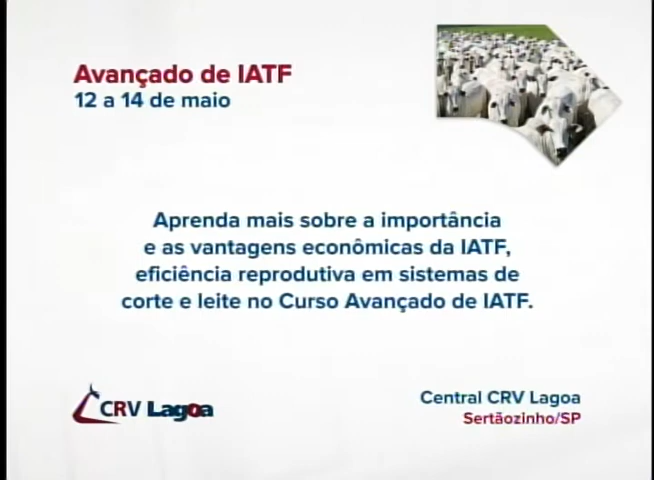 Avançado de IATF
12 a 14 de maio
Aprenda mais sobre a importância
e as vantagens econômicas da IATF,
eficiência reprodutiva em sistemas de
corte e leite no Curso Avançado de IATF.
CRV Lagoa
Central CRV Lagoa
Sertãozinho/SP